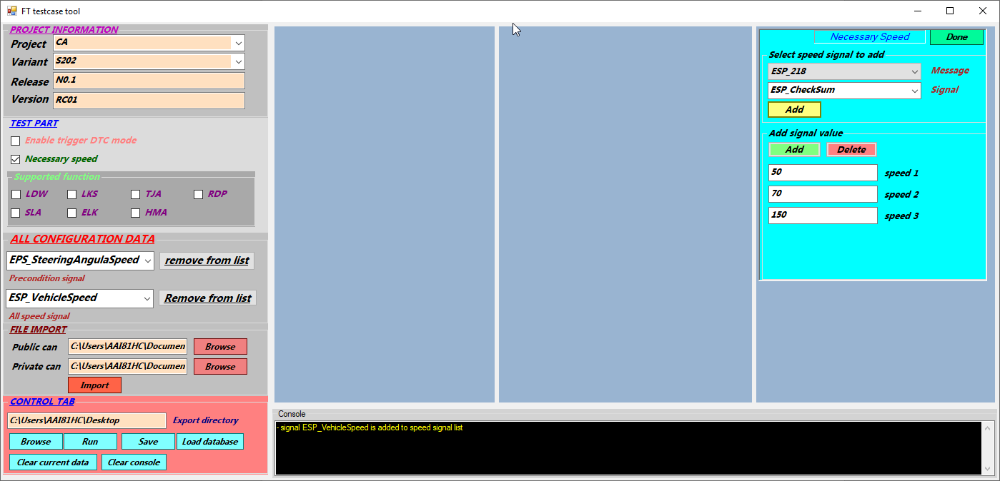 FT testcase tool
PROJECT INFORMATION
Project CA
Variant S202
Release N0.1
Version RC01
TEST PART
Enable trigger DTC mode
Necessary speed
Supported function
LDW LKS TJA RDP
SLA ELK HMA
ALL CONFIGURATION DATA
EPS_SteeringAngulaSpeed remove from list
Precondition signal
ESP_VehicleSpeed Remove from list
All speed signal
FILE IMPORT
Public can C:\Users\AAI81HC\Documen Browse
Private can C:\Users\AAI81HC\Documen Browse
Import
CONTROL TAB
C:\Users\AAI81HC\Desktop Export directory
Browse Run Save Load database
Clear current data Clear console
Necessary Speed Done
Select speed signal to add
ESP_218 Message
ESP_CheckSum Signal
Add
Add signal value
Add Delete
50 speed 1
70 speed 2
150 speed 3
Console
- signal ESP_VehicleSpeed is added to speed signal list